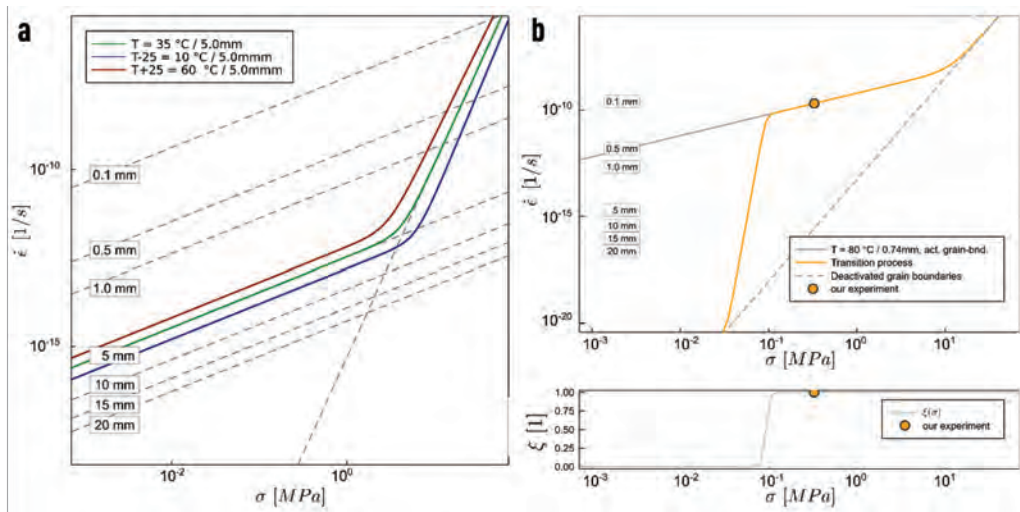 a
T = 35 °C / 5.0mm
T-25 = 10 °C / 5.0mmm
T+25 = 60 °C / 5.0mmm
10⁻¹⁰
10⁻¹⁵
ε̇ [1/s]
0.1 mm
0.5 mm
1.0 mm
5 mm
10 mm
15 mm
20 mm
10⁻² 10⁰
σ [MPa]
b
10⁻¹⁰
10⁻¹⁵
10⁻²⁰
ε̇ [1/s]
0.1 mm
0.5 mm
1.0 mm
5 mm
10 mm
15 mm
20 mm
T = 80 °C / 0.74mm, act. grain-bnd.
Transition process
Deactivated grain boundaries
our experiment
10⁻³ 10⁻² 10⁻¹ 10⁰ 10¹
σ [MPa]
1.00
0.75
0.50
0.25
0.00
ξ [1]
ξ(σ)
our experiment
10⁻³ 10⁻² 10⁻¹ 10⁰ 10¹
σ [MPa]